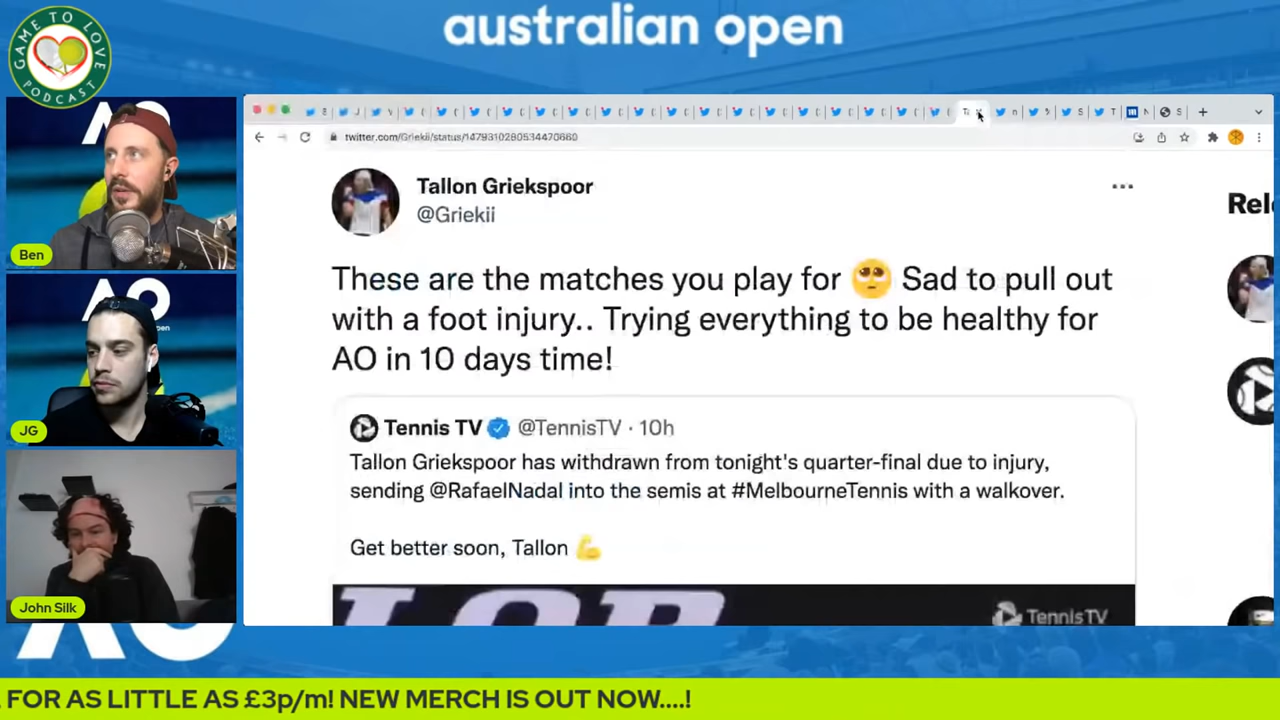 australian open
GAME TO LOVE
PODCAST
twitter.com/Griekii/status/1479310280534470660
Tallon Griekspoor
@Griekii
Rel
These are the matches you play for 🥺 Sad to pull out
with a foot injury.. Trying everything to be healthy for
AO in 10 days time!
Tennis TV @TennisTV · 10h
Tallon Griekspoor has withdrawn from tonight's quarter-final due to injury,
sending @RafaelNadal into the semis at #MelbourneTennis with a walkover.
Get better soon, Tallon 💪
TennisTV
Ben
JG
John Silk
AO
FOR AS LITTLE AS £3p/m! NEW MERCH IS OUT NOW....!